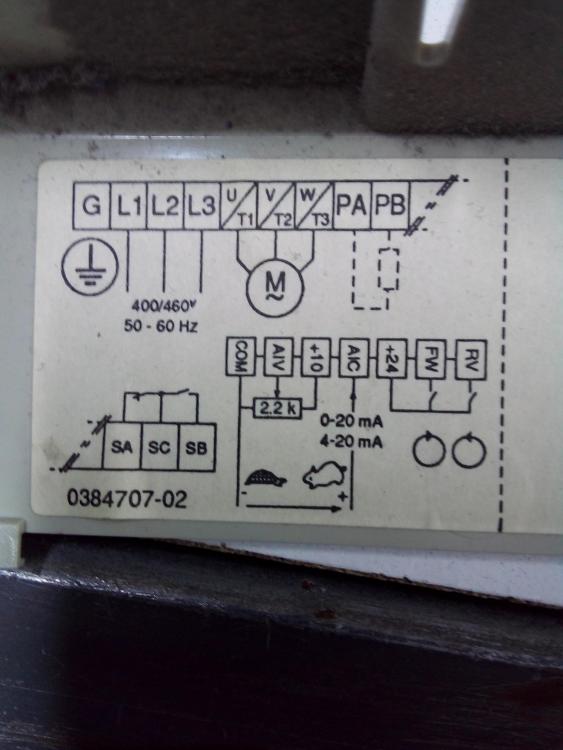 G L1 L2 L3 U/T1 V/T2 W/T3 PA PB
M
~
400/460V
50 - 60 Hz
COM AIV +10 AIC +24 FW RV
2.2 k
0-20 mA
4-20 mA
- +
SA SC SB
0384707-02